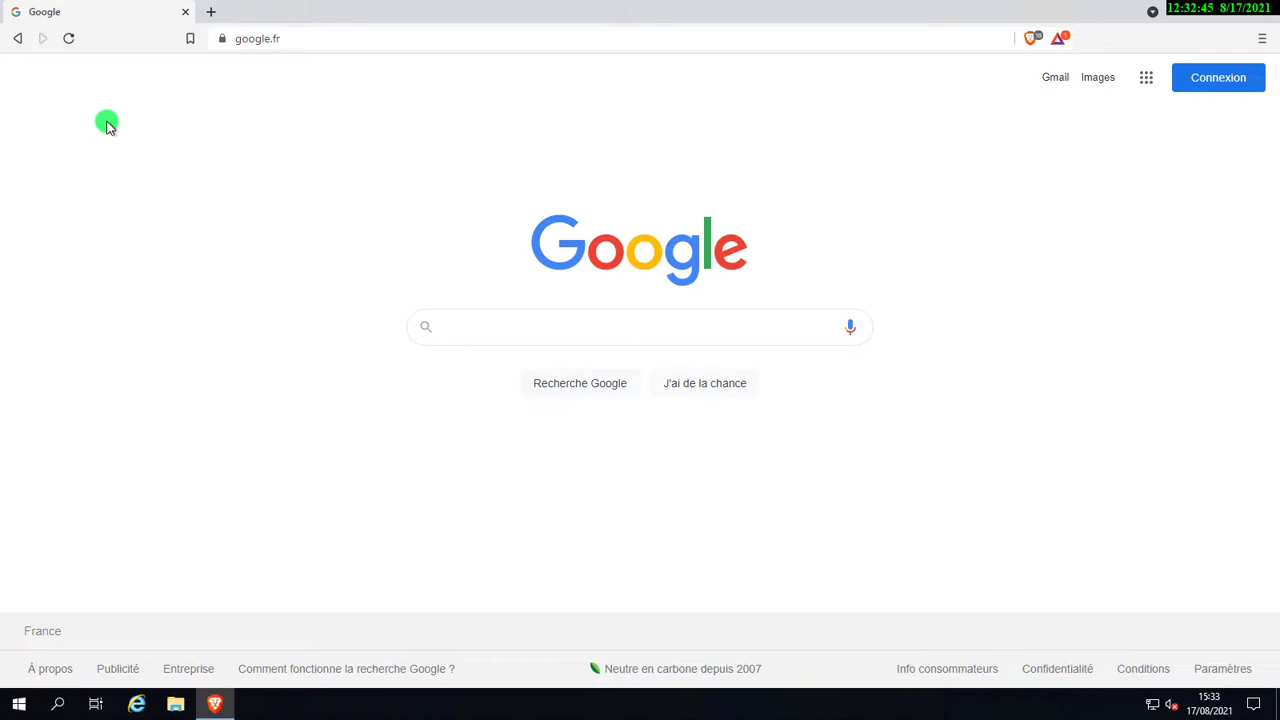 Google
12:32:45 8/17/2021
google.fr
10
1
Gmail
Images
Connexion
Google
Recherche Google
J'ai de la chance
France
À propos
Publicité
Entreprise
Comment fonctionne la recherche Google ?
Neutre en carbone depuis 2007
Info consommateurs
Confidentialité
Conditions
Paramètres
15:33
17/08/2021